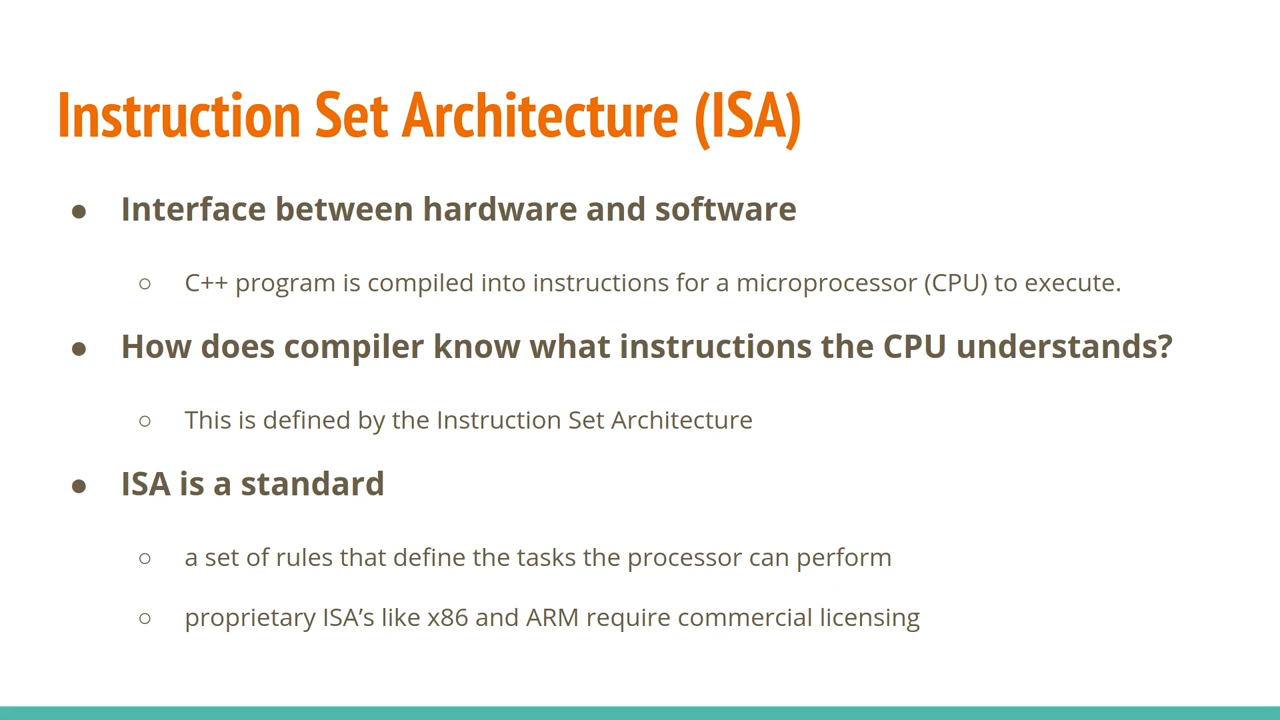 Instruction Set Architecture (ISA)
● Interface between hardware and software
○ C++ program is compiled into instructions for a microprocessor (CPU) to execute.
● How does compiler know what instructions the CPU understands?
○ This is defined by the Instruction Set Architecture
● ISA is a standard
○ a set of rules that define the tasks the processor can perform
○ proprietary ISA’s like x86 and ARM require commercial licensing